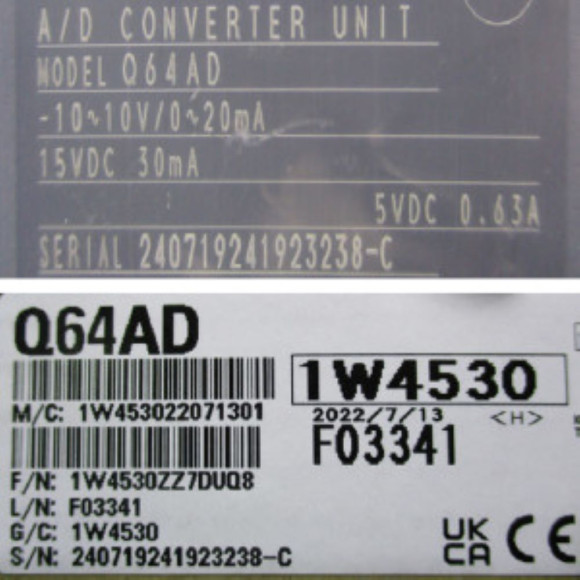 A/D CONVERTER UNIT
MODEL Q64AD
-10~10V/0~20mA
15VDC 30mA
5VDC 0.63A
SERIAL 240719241923238-C
Q64AD
1W4530
M/C: 1W453022071301
2022/7/13 <H>
F03341
F/N: 1W4530ZZ7DUQ8
L/N: F03341
G/C: 1W4530
S/N: 240719241923238-C
UK
CA CE